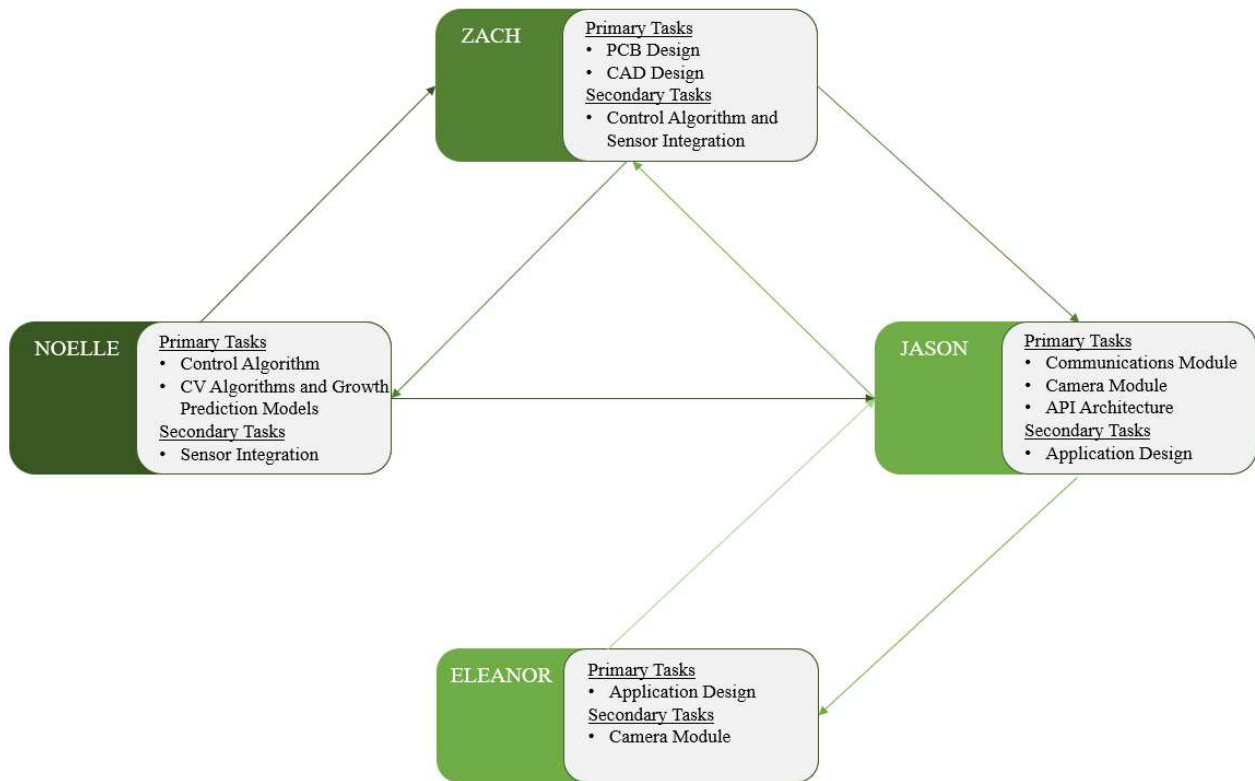 ZACH
Primary Tasks
• PCB Design
• CAD Design
Secondary Tasks
• Control Algorithm and
Sensor Integration
NOELLE
Primary Tasks
• Control Algorithm
• CV Algorithms and Growth
Prediction Models
Secondary Tasks
• Sensor Integration
JASON
Primary Tasks
• Communications Module
• Camera Module
• API Architecture
Secondary Tasks
• Application Design
ELEANOR
Primary Tasks
• Application Design
Secondary Tasks
• Camera Module